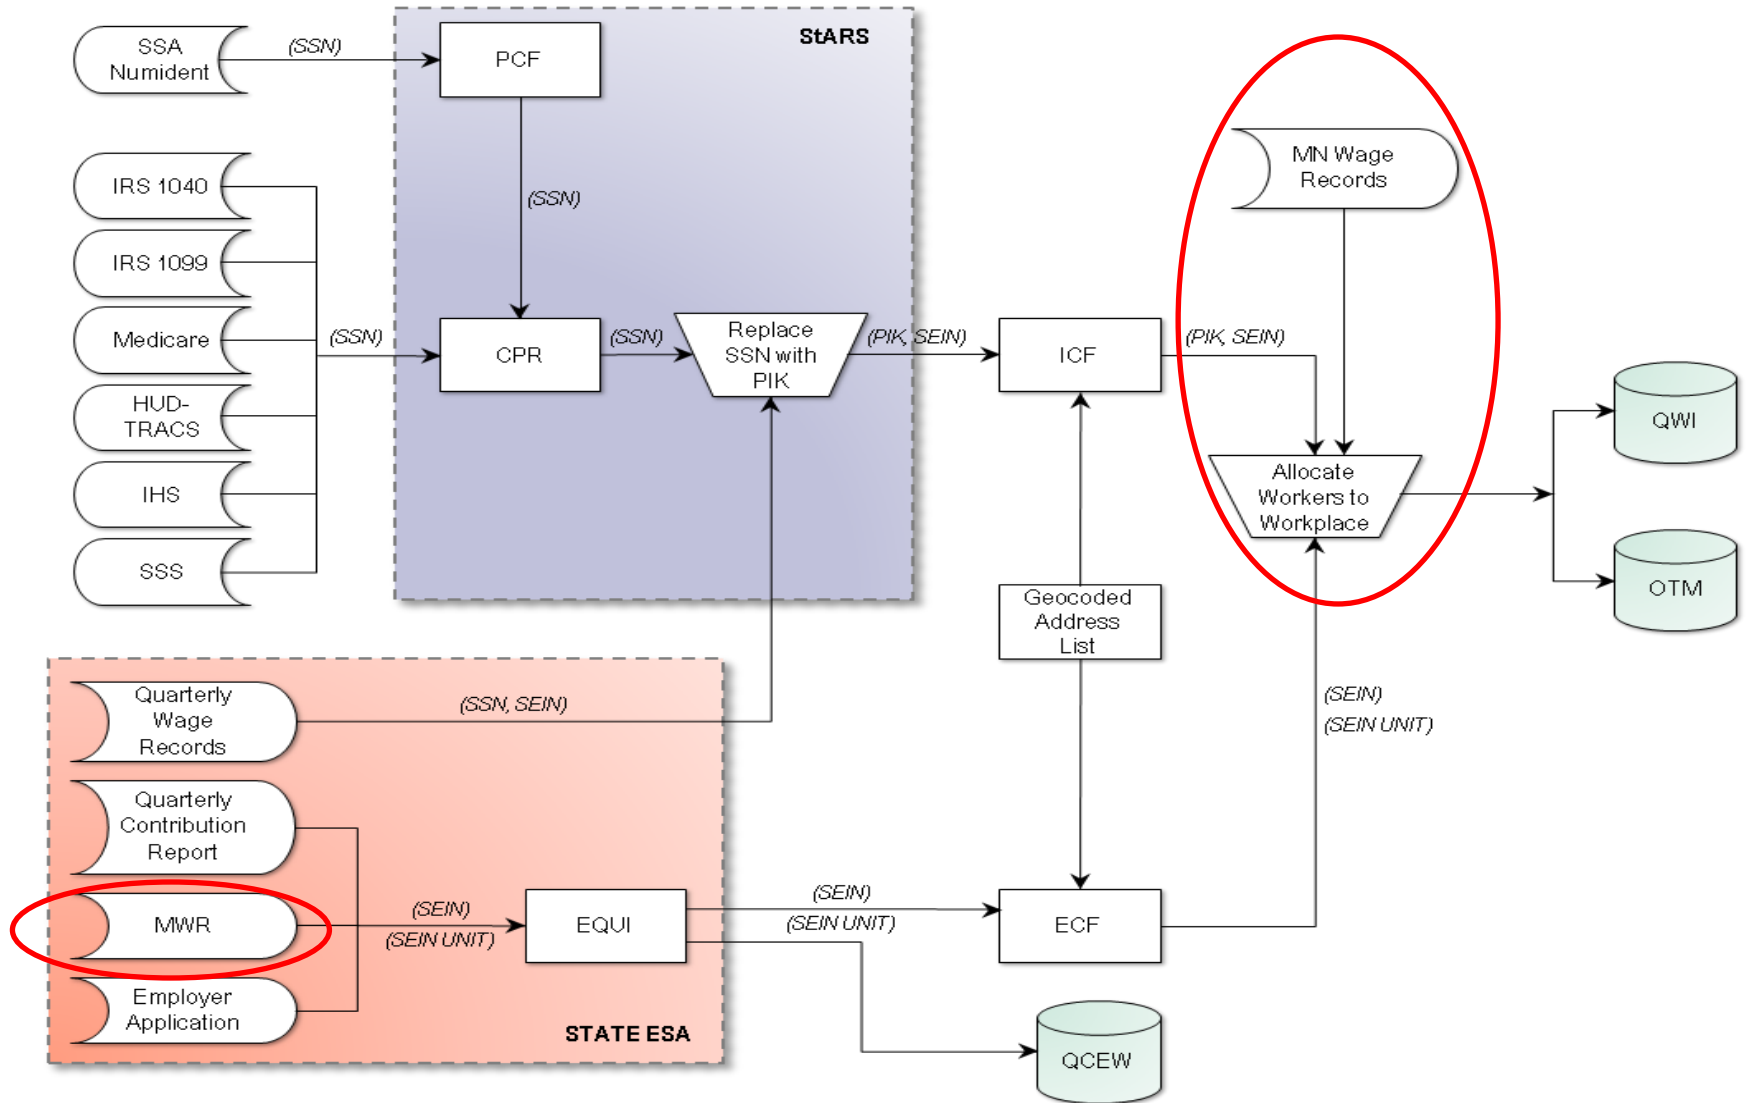 StARS
SSA
Numident
(SSN)
PCF
(SSN)
IRS 1040
IRS 1099
Medicare
HUD-
TRACS
IHS
SSS
(SSN)
CPR
(SSN)
Replace
SSN with
PIK
(PIK, SEIN)
ICF
(PIK, SEIN)
MN Wage
Records
Allocate
Workers to
Workplace
QWI
OTM
Geocoded
Address
List
(SEIN)
(SEIN UNIT)
Quarterly
Wage
Records
(SSN, SEIN)
Quarterly
Contribution
Report
MWR
Employer
Application
(SEIN)
(SEIN UNIT)
EQUI
(SEIN)
(SEIN UNIT)
ECF
STATE ESA
QCEW